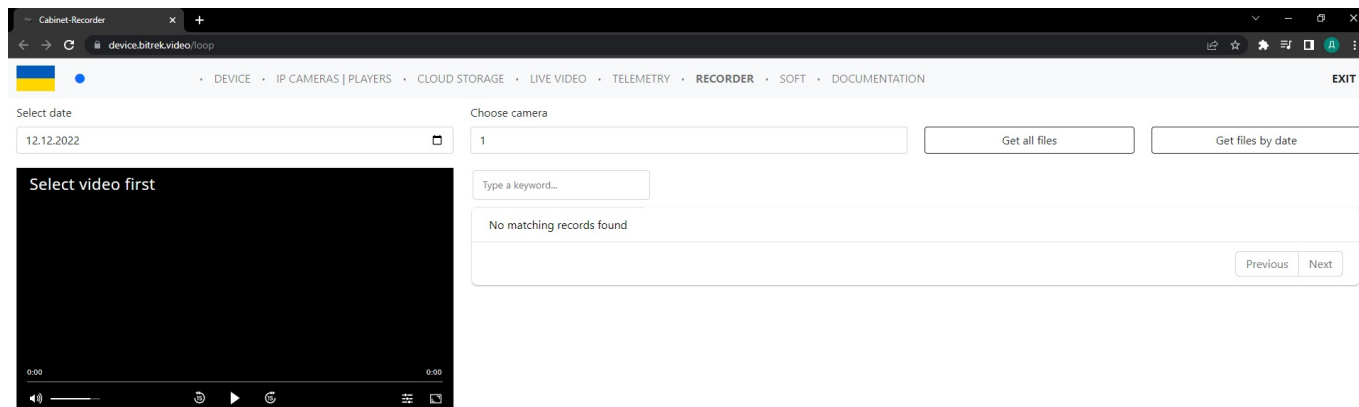 Cabinet-Recorder
device.bitrek.video/loop
Д
• DEVICE • IP CAMERAS | PLAYERS • CLOUD STORAGE • LIVE VIDEO • TELEMETRY • RECORDER • SOFT • DOCUMENTATION EXIT
Select date
12.12.2022
Choose camera
1
Get all files
Get files by date
Select video first
0:00 0:00
15 15
Type a keyword...
No matching records found
Previous Next